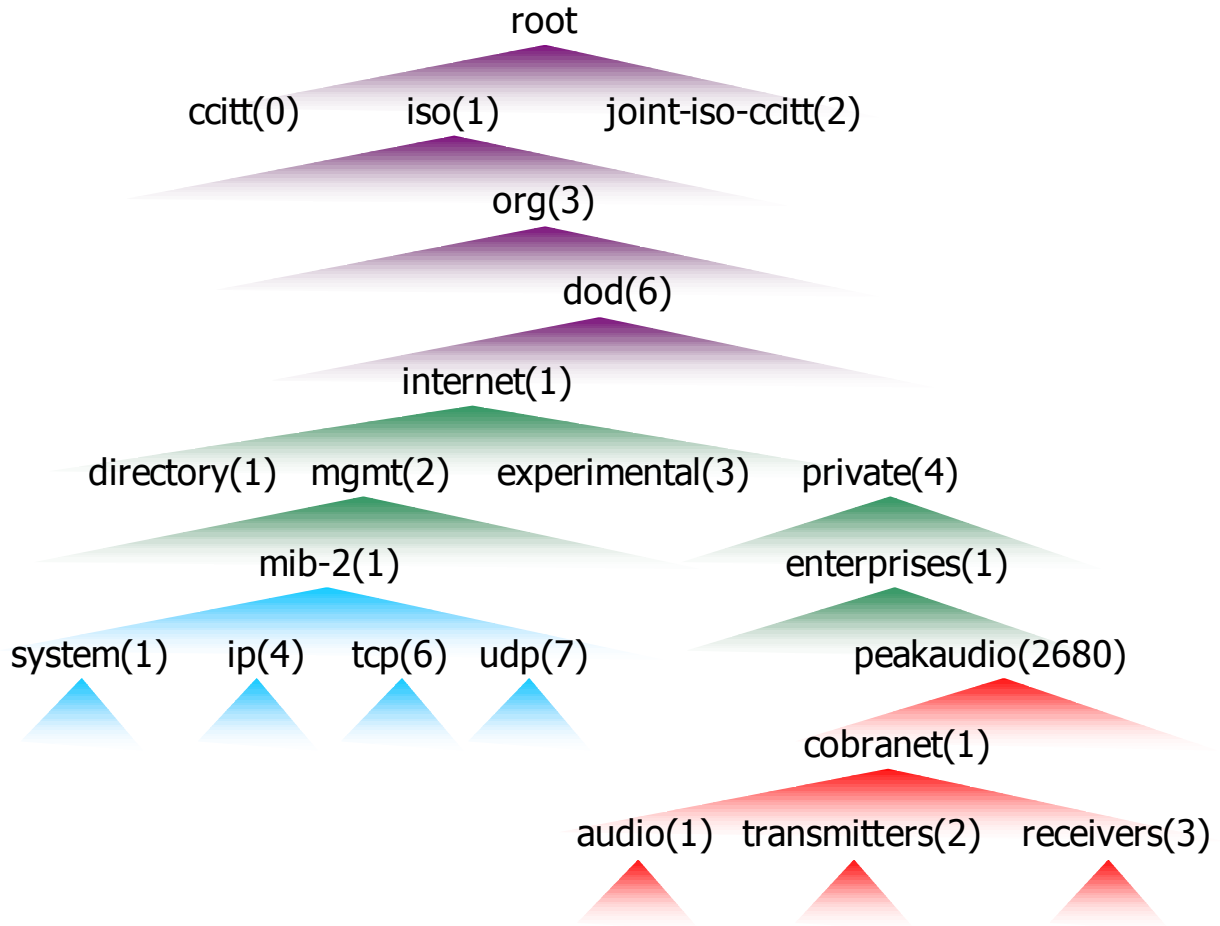 root
ccitt(0) iso(1) joint-iso-ccitt(2)
org(3)
dod(6)
internet(1)
directory(1) mgmt(2) experimental(3) private(4)
mib-2(1) enterprises(1)
system(1) ip(4) tcp(6) udp(7) peakaudio(2680)
cobranet(1)
audio(1) transmitters(2) receivers(3)